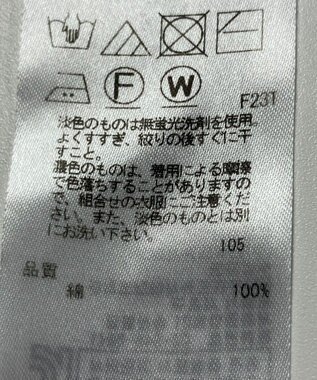 F
W
F23T
淡色のものは無蛍光洗剤を使用。
よくすすぎ、絞りの後すぐに干
すこと。
濃色のものは、着用による摩擦
で色落ちすることがありますの
で、組合せの衣服にご注意くだ
さい。また、淡色のものとは別
にお洗い下さい。
105
品質
綿 100%